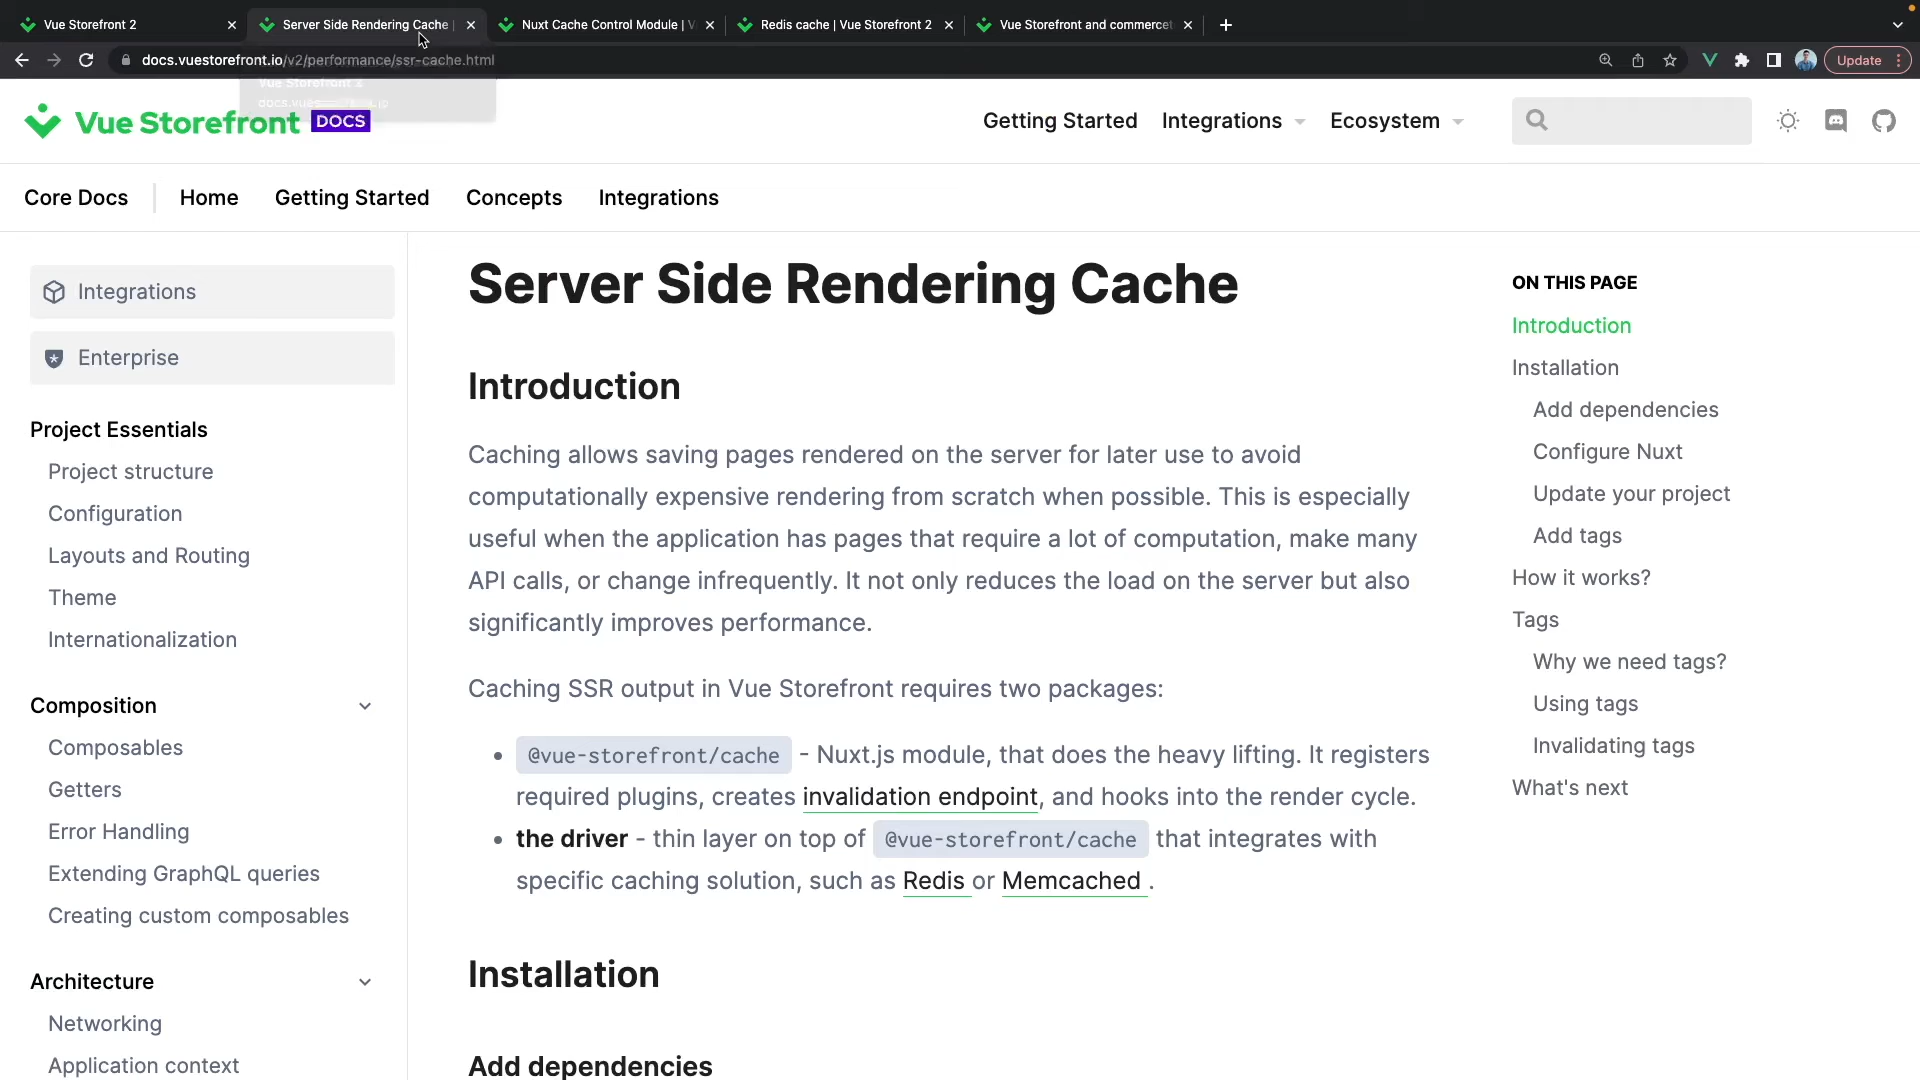 Vue Storefront 2
Server Side Rendering Cache |
Nuxt Cache Control Module | V
Redis cache | Vue Storefront 2
Vue Storefront and commercet
docs.vuestorefront.io/v2/performance/ssr-cache.html
Update
Vue Storefront 2
Vue Storefront DOCS
Getting Started
Integrations
Ecosystem
Core Docs
Home
Getting Started
Concepts
Integrations
Integrations
Enterprise
Project Essentials
Project structure
Configuration
Layouts and Routing
Theme
Internationalization
Composition
Composables
Getters
Error Handling
Extending GraphQL queries
Creating custom composables
Architecture
Networking
Application context
Server Side Rendering Cache
Introduction
Caching allows saving pages rendered on the server for later use to avoid
computationally expensive rendering from scratch when possible. This is especially
useful when the application has pages that require a lot of computation, make many
API calls, or change infrequently. It not only reduces the load on the server but also
significantly improves performance.
Caching SSR output in Vue Storefront requires two packages:
• @vue-storefront/cache - Nuxt.js module, that does the heavy lifting. It registers
required plugins, creates invalidation endpoint, and hooks into the render cycle.
• the driver - thin layer on top of @vue-storefront/cache that integrates with
specific caching solution, such as Redis or Memcached .
Installation
Add dependencies
ON THIS PAGE
Introduction
Installation
Add dependencies
Configure Nuxt
Update your project
Add tags
How it works?
Tags
Why we need tags?
Using tags
Invalidating tags
What's next